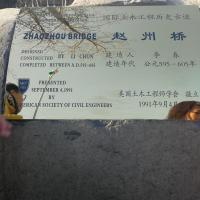 国际土木工程历史古迹
ZHAOZHOU BRIDGE 赵州桥
DESIGNED
CONSTRUCTED BY LI CHUN 建造人 李春
COMPLETED BETWEEN A.D.595-605 建造年代 公元595-605年
PRESENTED
SEPTEMBER 4,1991
BY
AMERICAN SOCIETY OF CIVIL ENGINEERS
美国土木工程师学会
1991年9月4